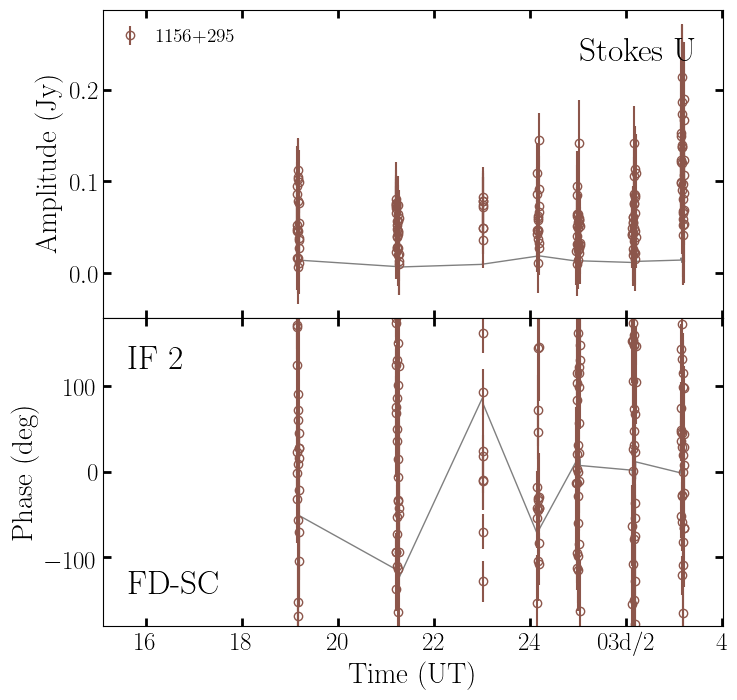 1156+295
Stokes U
Amplitude (Jy)
0.2
0.1
0.0
IF 2
FD-SC
Phase (deg)
100
0
−100
16 18 20 22 24 03d/2 4
Time (UT)